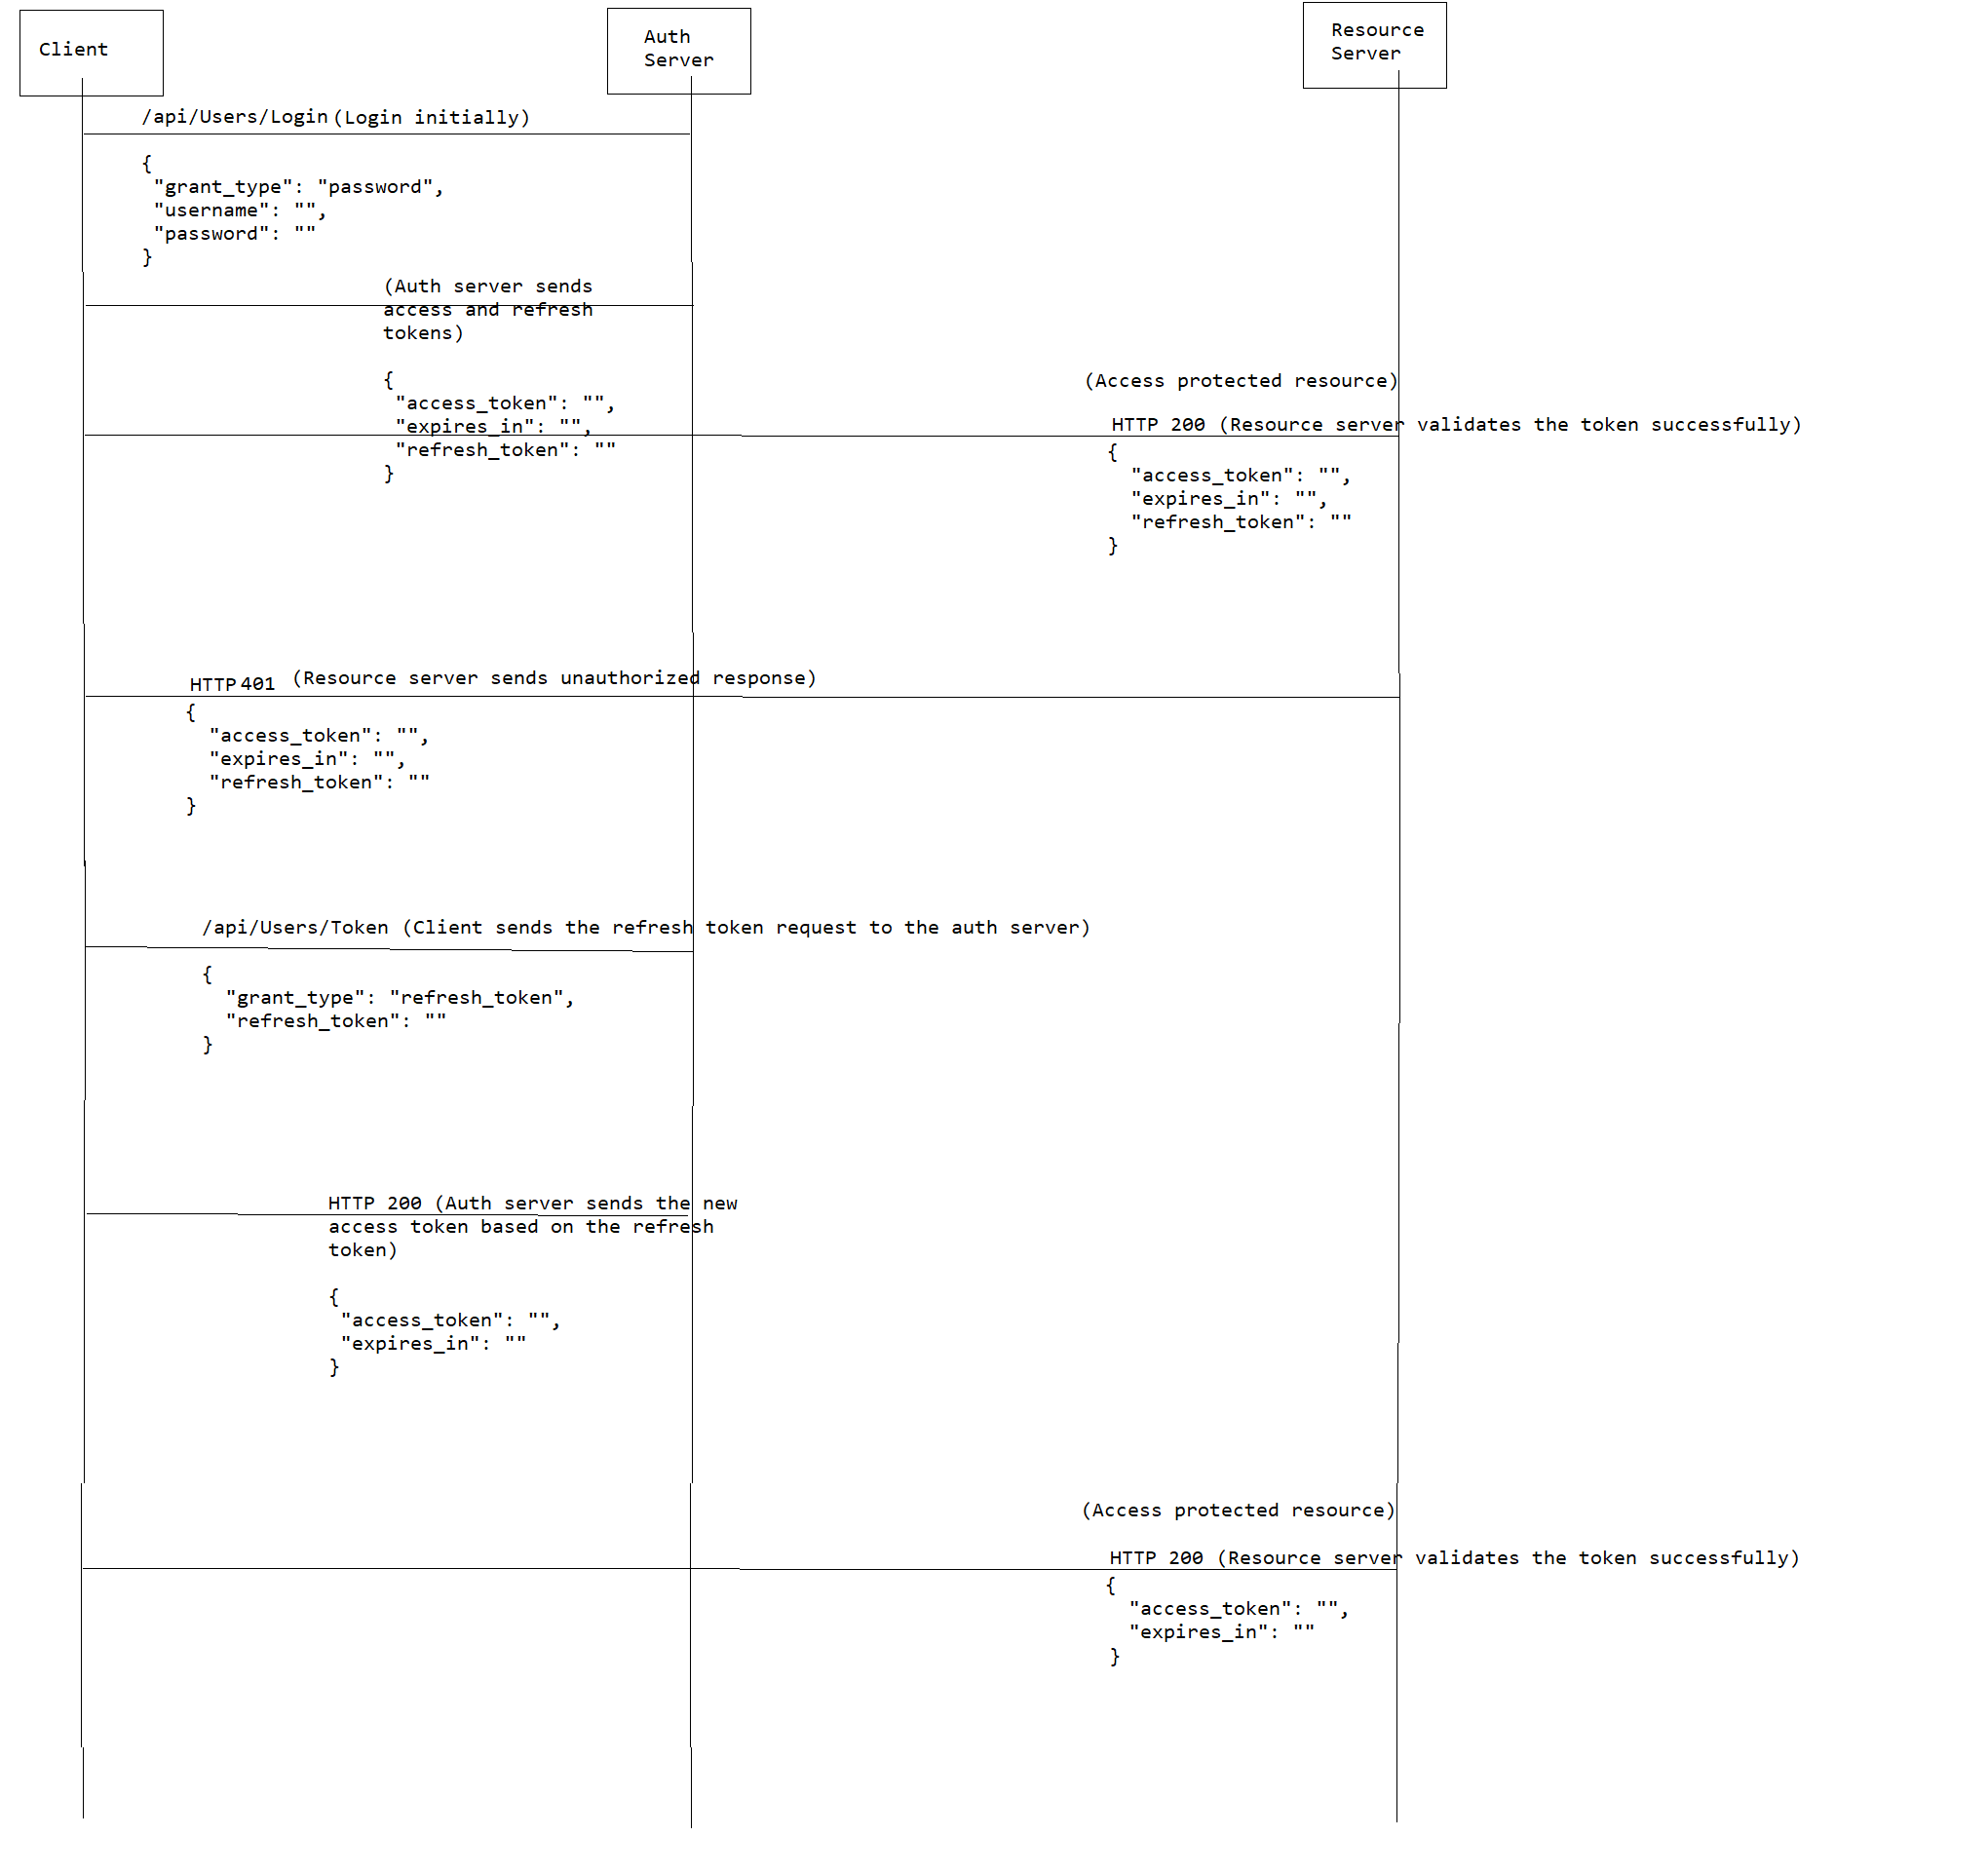 Client
Auth
Server
Resource
Server
/api/Users/Login (Login initially)
{
"grant_type": "password",
"username": "",
"password": ""
}
(Auth server sends
access and refresh
tokens)
{
"access_token": "",
"expires_in": "",
"refresh_token": ""
}
(Access protected resource)
HTTP 200 (Resource server validates the token successfully)
{
"access_token": "",
"expires_in": "",
"refresh_token": ""
}
HTTP 401 (Resource server sends unauthorized response)
{
"access_token": "",
"expires_in": "",
"refresh_token": ""
}
/api/Users/Token (Client sends the refresh token request to the auth server)
{
"grant_type": "refresh_token",
"refresh_token": ""
}
HTTP 200 (Auth server sends the new
access token based on the refresh
token)
{
"access_token": "",
"expires_in": ""
}
(Access protected resource)
HTTP 200 (Resource server validates the token successfully)
{
"access_token": "",
"expires_in": ""
}